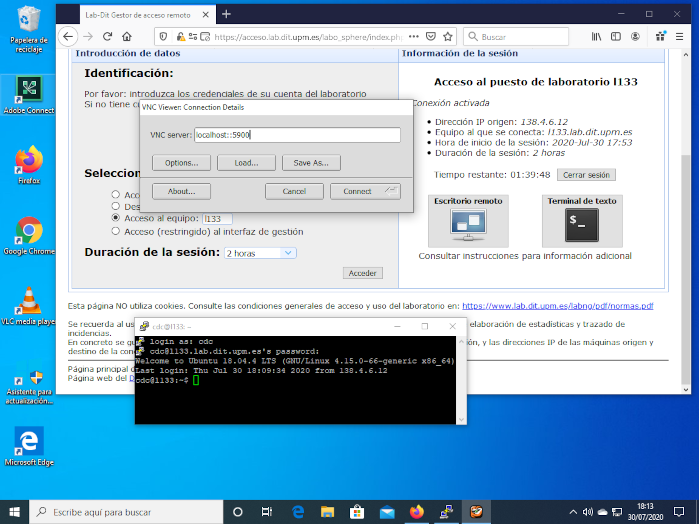 Papelera de
reciclaje
Adobe Connect
Firefox
Google Chrome
VLC media player
Asistente para
actualización...
Microsoft Edge
Lab-Dit Gestor de acceso remoto
https://acceso.lab.dit.upm.es/labo_sphere/index.php
Buscar
Introducción de datos
Identificación:
Por favor: introduzca los credenciales de su cuenta del laboratorio
Si no tiene c
VNC Viewer: Connection Details
VNC server: localhost::5900
Options...
Load...
Save As...
About...
Cancel
Connect
Seleccion
Acc
Des
Acceso al equipo: l133
Acceso (restringido) al interfaz de gestión
Duración de la sesión: 2 horas
Acceder
Información de la sesión
Acceso al puesto de laboratorio l133
Conexión activada
Dirección IP origen: 138.4.6.12
Equipo al que se conecta: l133.lab.dit.upm.es
Hora de inicio de la sesión: 2020-Jul-30 17:53
Duración de la sesión: 2 horas
Tiempo restante: 01:39:48
Cerrar sesión
Escritorio remoto
Terminal de texto
$_
Consultar instrucciones para información adicional
Esta página NO utiliza cookies. Consulte las condiciones generales de acceso y uso del laboratorio en: https://www.lab.dit.upm.es/labng/pdf/normas.pdf
Se recuerda al us
elaboración de estadísticas y trazado de
incidencias.
En concreto se gu
ión, y las direcciones IP de las máquinas origen y
destino de la con
Página principal d
Página web del D
cdc@l133: ~
login as: cdc
cdc@l133.lab.dit.upm.es's password:
Welcome to Ubuntu 18.04.4 LTS (GNU/Linux 4.15.0-66-generic x86_64)
Last login: Thu Jul 30 18:09:34 2020 from 138.4.6.12
cdc@l133:~$
Escribe aquí para buscar
18:13
30/07/2020